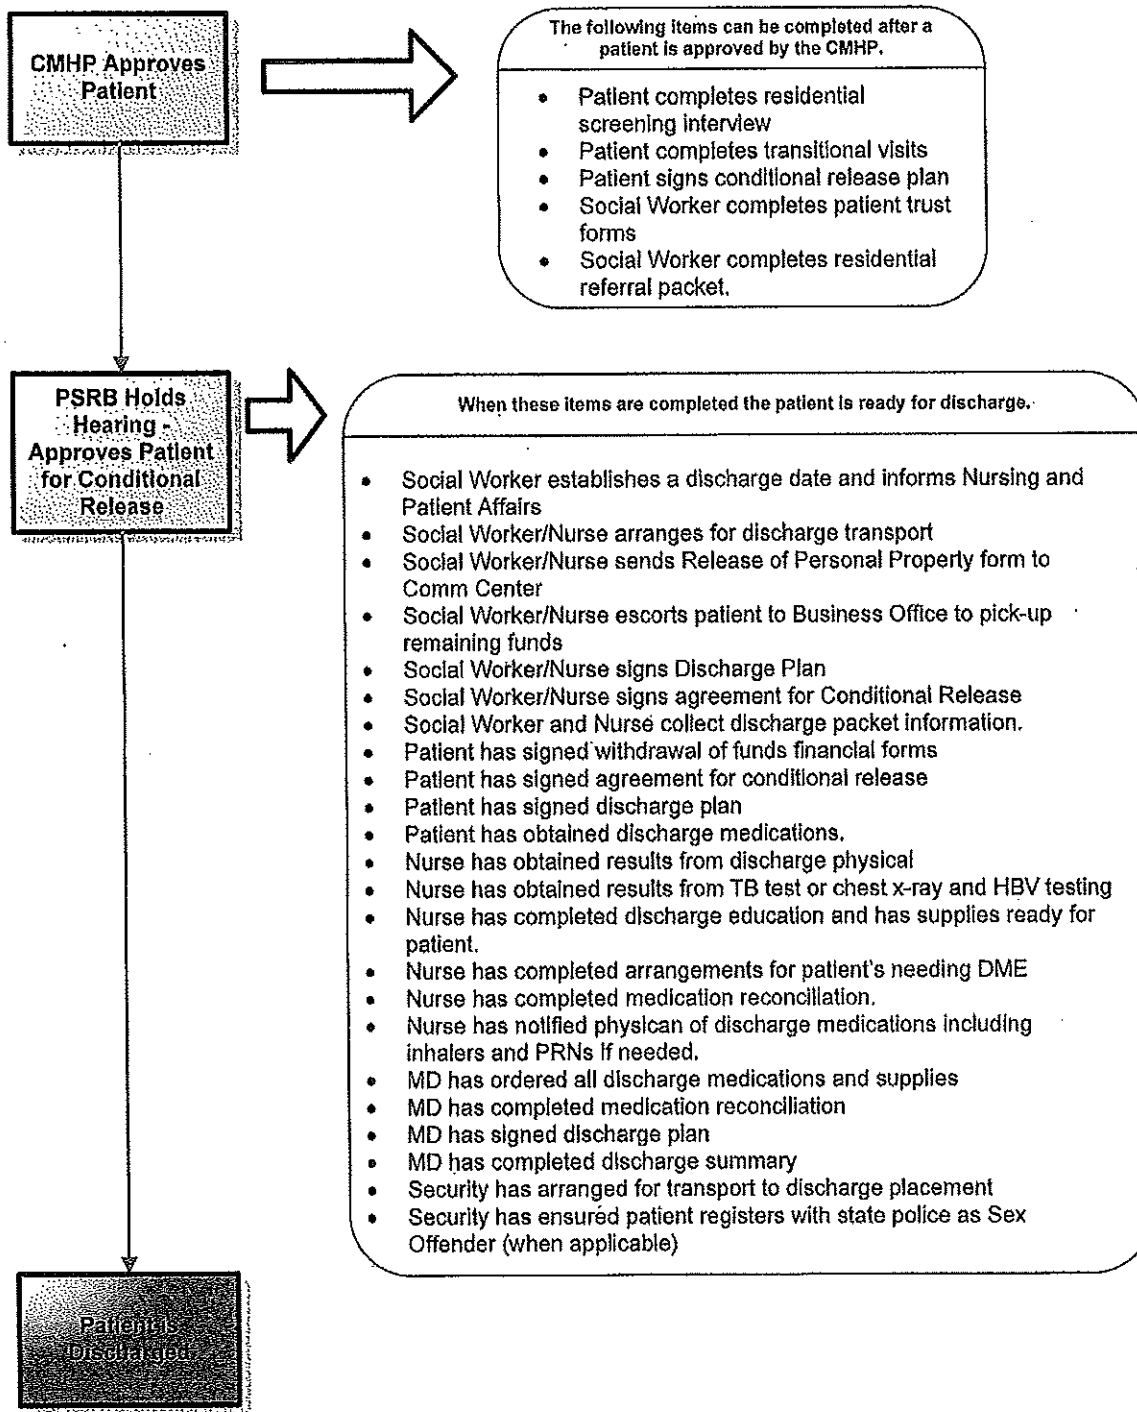 CMHP Approves
Patient
The following items can be completed after a
patient is approved by the CMHP.
• Patient completes residential
screening interview
• Patient completes transitional visits
• Patient signs conditional release plan
• Social Worker completes patient trust
forms
• Social Worker completes residential
referral packet.
PSRB Holds
Hearing -
Approves Patient
for Conditional
Release
When these items are completed the patient is ready for discharge.
• Social Worker establishes a discharge date and informs Nursing and
Patient Affairs
• Social Worker/Nurse arranges for discharge transport
• Social Worker/Nurse sends Release of Personal Property form to
Comm Center
• Social Worker/Nurse escorts patient to Business Office to pick-up
remaining funds
• Social Worker/Nurse signs Discharge Plan
• Social Worker/Nurse signs agreement for Conditional Release
• Social Worker and Nurse collect discharge packet information.
• Patient has signed withdrawal of funds financial forms
• Patient has signed agreement for conditional release
• Patient has signed discharge plan
• Patient has obtained discharge medications.
• Nurse has obtained results from discharge physical
• Nurse has obtained results from TB test or chest x-ray and HBV testing
• Nurse has completed discharge education and has supplies ready for
patient.
• Nurse has completed arrangements for patient's needing DME
• Nurse has completed medication reconciliation.
• Nurse has notified physican of discharge medications including
inhalers and PRNs if needed.
• MD has ordered all discharge medications and supplies
• MD has completed medication reconciliation
• MD has signed discharge plan
• MD has completed discharge summary
• Security has arranged for transport to discharge placement
• Security has ensured patient registers with state police as Sex
Offender (when applicable)
Patient is
Discharged